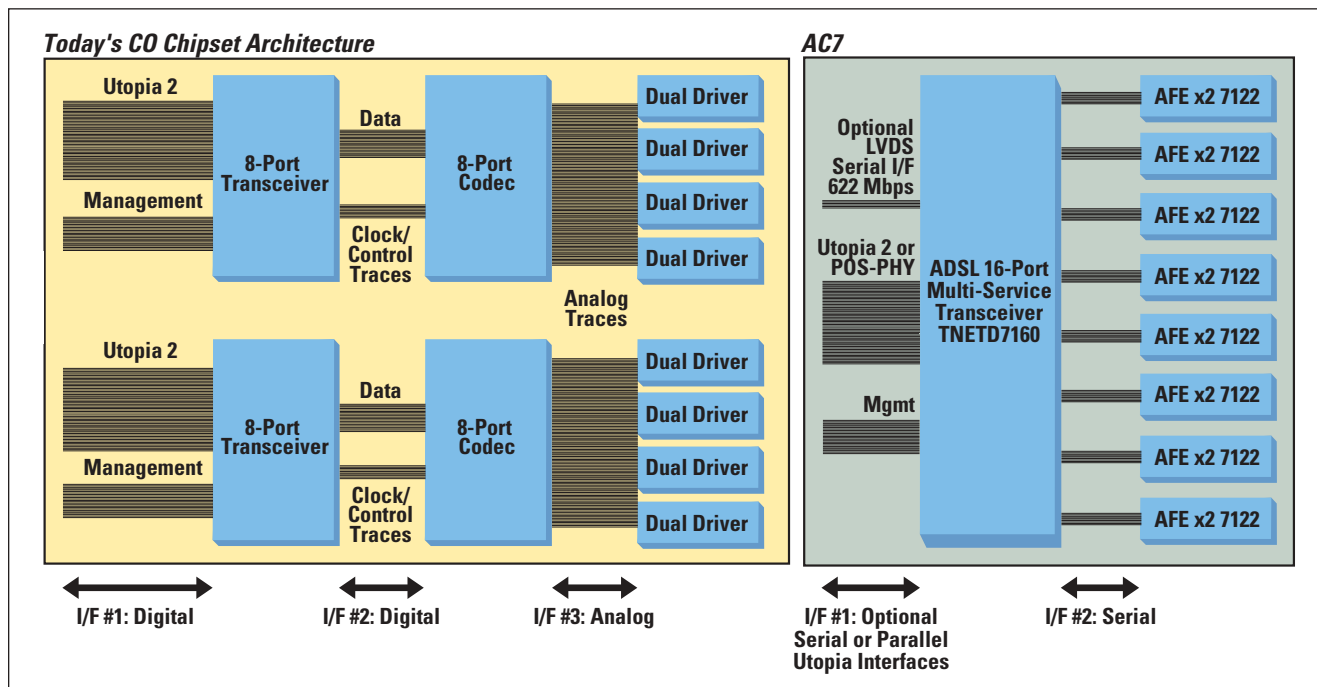 Today's CO Chipset Architecture
Utopia 2
Management
8-Port
Transceiver
Data
Clock/
Control
Traces
8-Port
Codec
Dual Driver
Dual Driver
Dual Driver
Dual Driver
Analog
Traces
Utopia 2
Management
8-Port
Transceiver
Data
Clock/
Control
Traces
8-Port
Codec
Dual Driver
Dual Driver
Dual Driver
Dual Driver
I/F #1: Digital
I/F #2: Digital
I/F #3: Analog
AC7
Optional
LVDS
Serial I/F
622 Mbps
Utopia 2 or
POS-PHY
Mgmt
ADSL 16-Port
Multi-Service
Transceiver
TNETD7160
AFE x2 7122
AFE x2 7122
AFE x2 7122
AFE x2 7122
AFE x2 7122
AFE x2 7122
AFE x2 7122
AFE x2 7122
I/F #1: Optional
Serial or Parallel
Utopia Interfaces
I/F #2: Serial